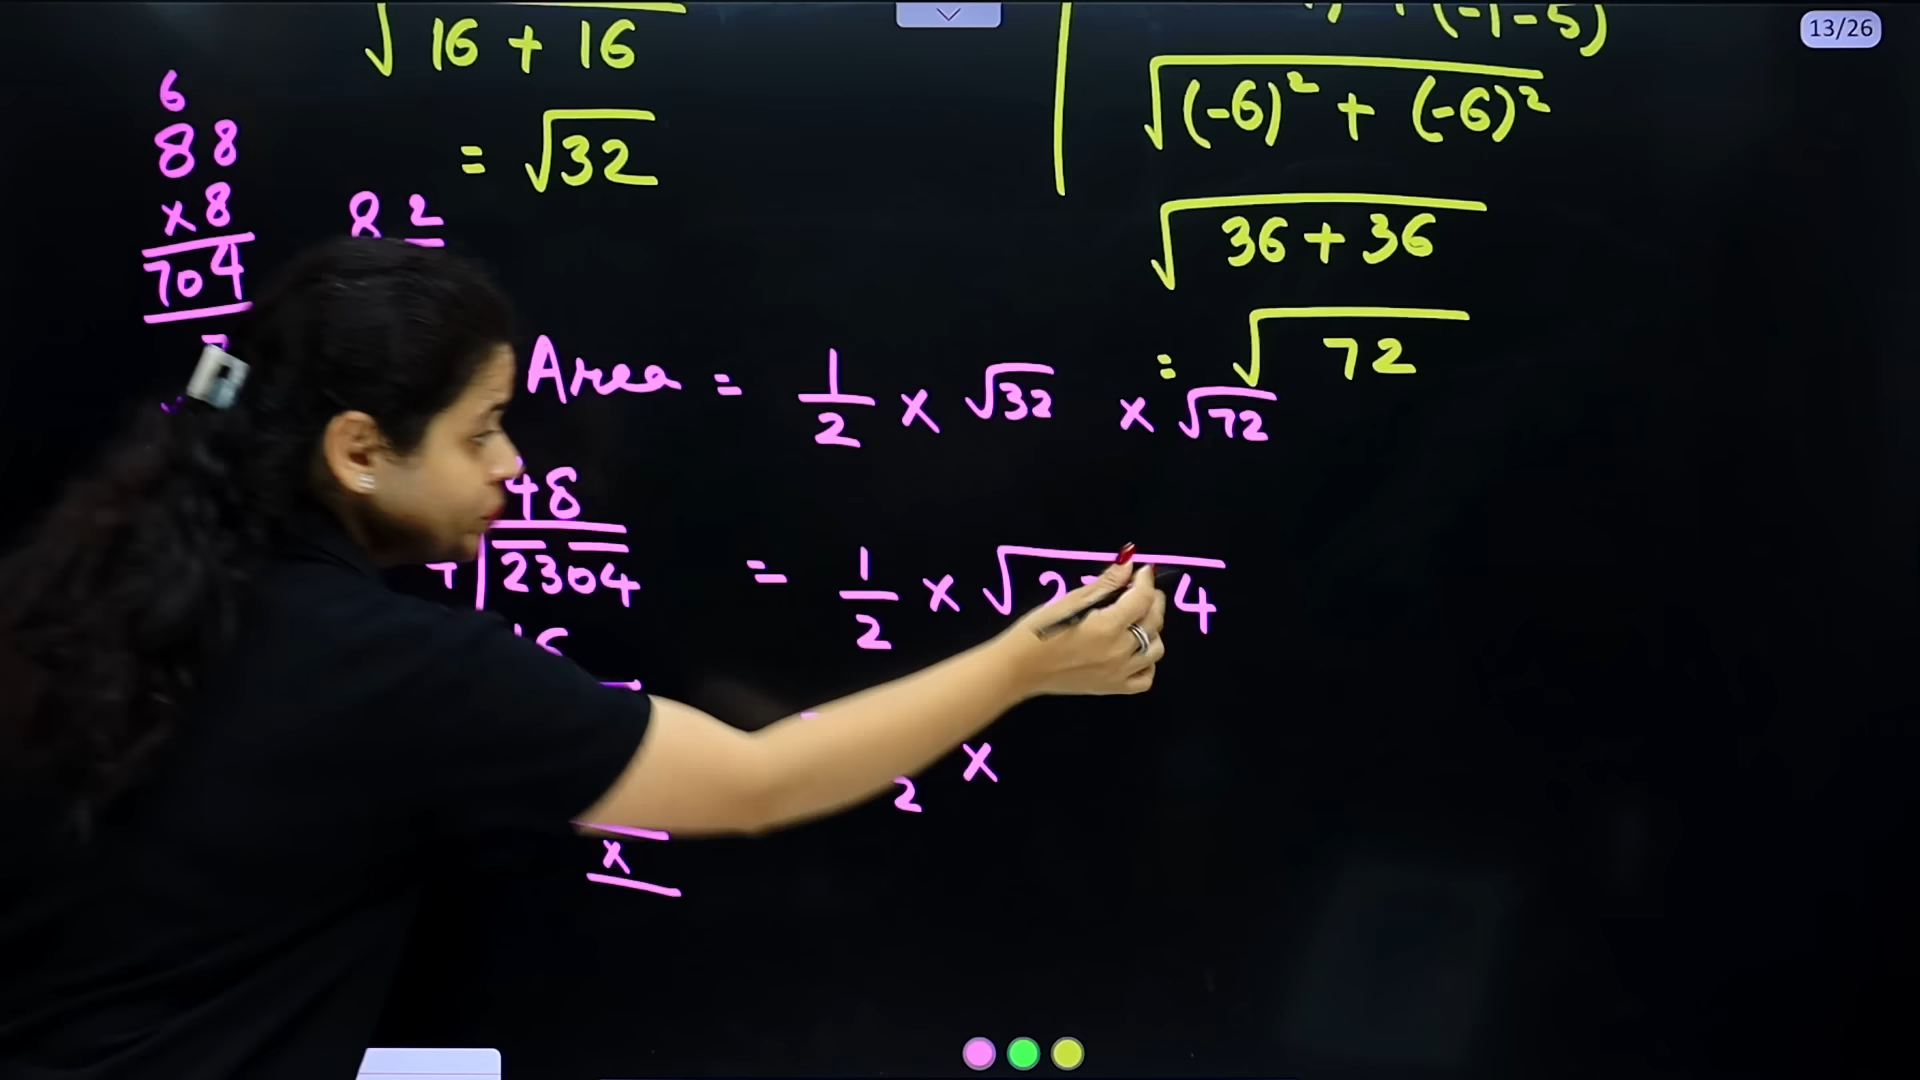 13/26
√16 + 16
(-1-5)
6
88
x 8
704
= √32
8 2
√(-6)² + (-6)²
√36 + 36
= √72
Area = 1/2 x √32 x √72
48
2304
= 1/2 x √2 4
2 x
x